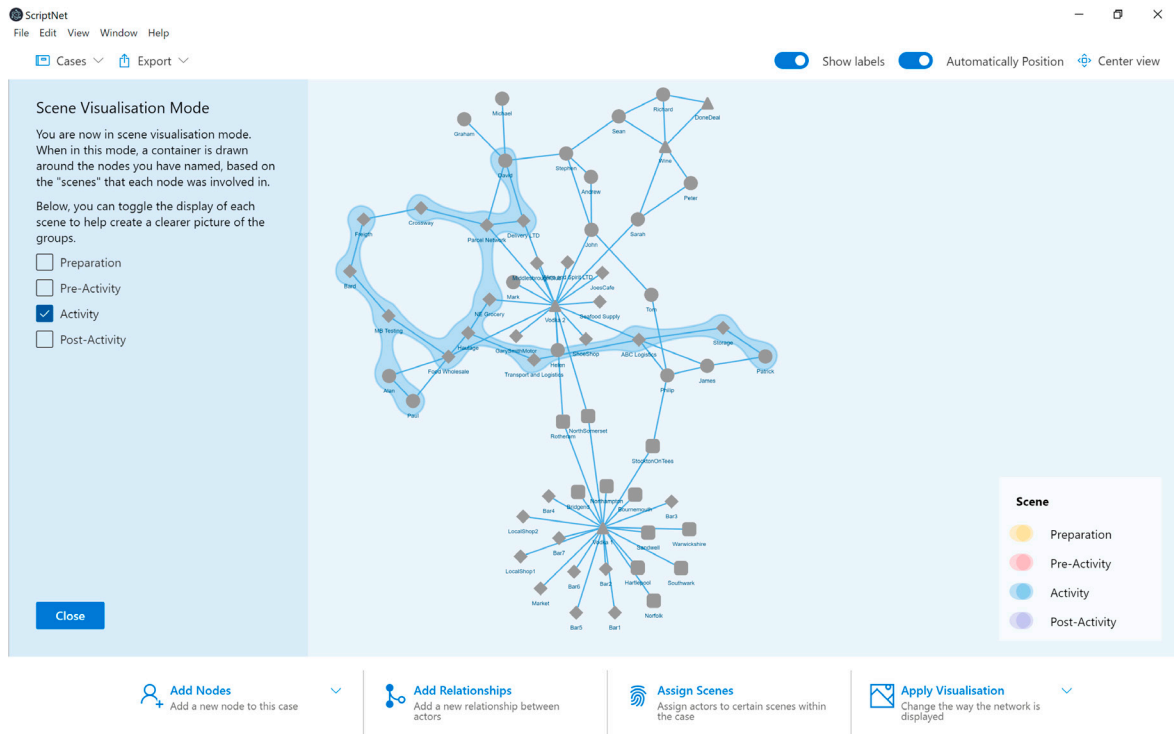 ScriptNet
File Edit View Window Help
Cases
Export
Show labels
Automatically Position
Center view
Scene Visualisation Mode
You are now in scene visualisation mode.
When in this mode, a container is drawn
around the nodes you have named, based on
the "scenes" that each node was involved in.
Below, you can toggle the display of each
scene to help create a clearer picture of the
groups.
Preparation
Pre-Activity
Activity
Post-Activity
Close
Michael
Graham
Richard
DoneDeal
Sean
Wine
Stephen
David
Andrew
Peter
Crossway
Parcel Network
Delivery LTD
Sarah
John
JoesCafe
Mark
Tom
Bard
NE Grocery
Vodka 2
Seafood Supply
MB Testing
Haulage
GarySmithMotor
ShoeShop
ABC Logistics
Storage
Helen
Food Wholesale
Transport and Logistics
Patrick
James
Alan
Philip
Paul
Rotheram
NorthSomerset
StocktonOnTees
Northampton
Bridgend
Bournemouth
Bar4
Bar3
LocalShop2
Vodka 1
Sandwell
Warwickshire
Bar7
LocalShop1
Bar6
Bar2
Hartlepool
Southwark
Market
Norfolk
Bar5
Bar1
Scene
Preparation
Pre-Activity
Activity
Post-Activity
Add Nodes
Add a new node to this case
Add Relationships
Add a new relationship between
actors
Assign Scenes
Assign actors to certain scenes within
the case
Apply Visualisation
Change the way the network is
displayed